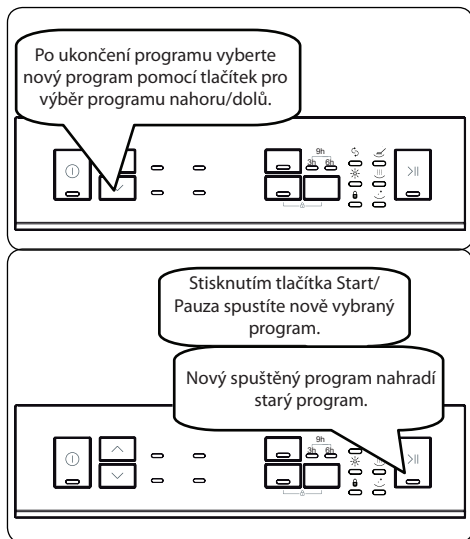 Po ukončení programu vyberte
nový program pomocí tlačítek pro
výběr programu nahoru/dolů.
9h
3h 6h
Stisknutím tlačítka Start/
Pauza spustíte nově vybraný
program.
Nový spuštěný program nahradí
starý program.
9h
3h 6h